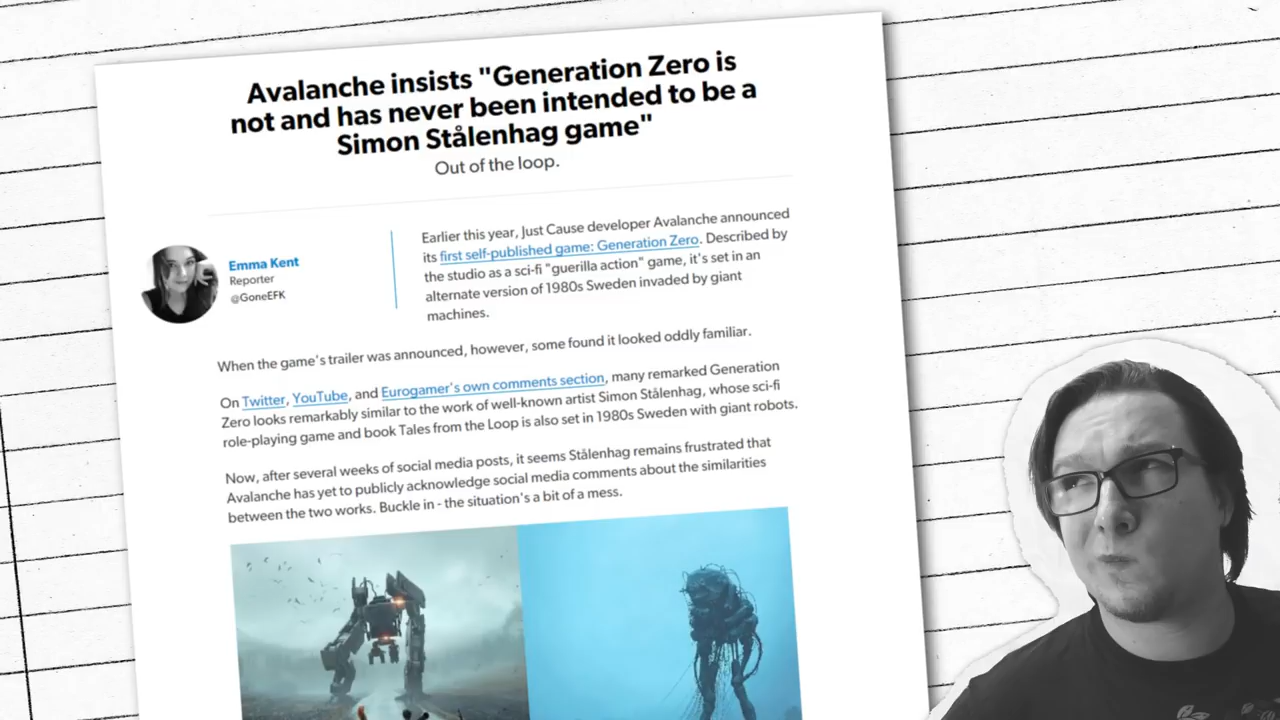 Avalanche insists "Generation Zero is
not and has never been intended to be a
Simon Stålenhag game"
Out of the loop.
Emma Kent
Reporter
@GoneEFK
Earlier this year, Just Cause developer Avalanche announced
its first self-published game: Generation Zero. Described by
the studio as a sci-fi "guerilla action" game, it's set in an
alternate version of 1980s Sweden invaded by giant
machines.
When the game's trailer was announced, however, some found it looked oddly familiar.
On Twitter, YouTube, and Eurogamer's own comments section, many remarked Generation
Zero looks remarkably similar to the work of well-known artist Simon Stålenhag, whose sci-fi
role-playing game and book Tales from the Loop is also set in 1980s Sweden with giant robots.
Now, after several weeks of social media posts, it seems Stålenhag remains frustrated that
Avalanche has yet to publicly acknowledge social media comments about the similarities
between the two works. Buckle in - the situation's a bit of a mess.